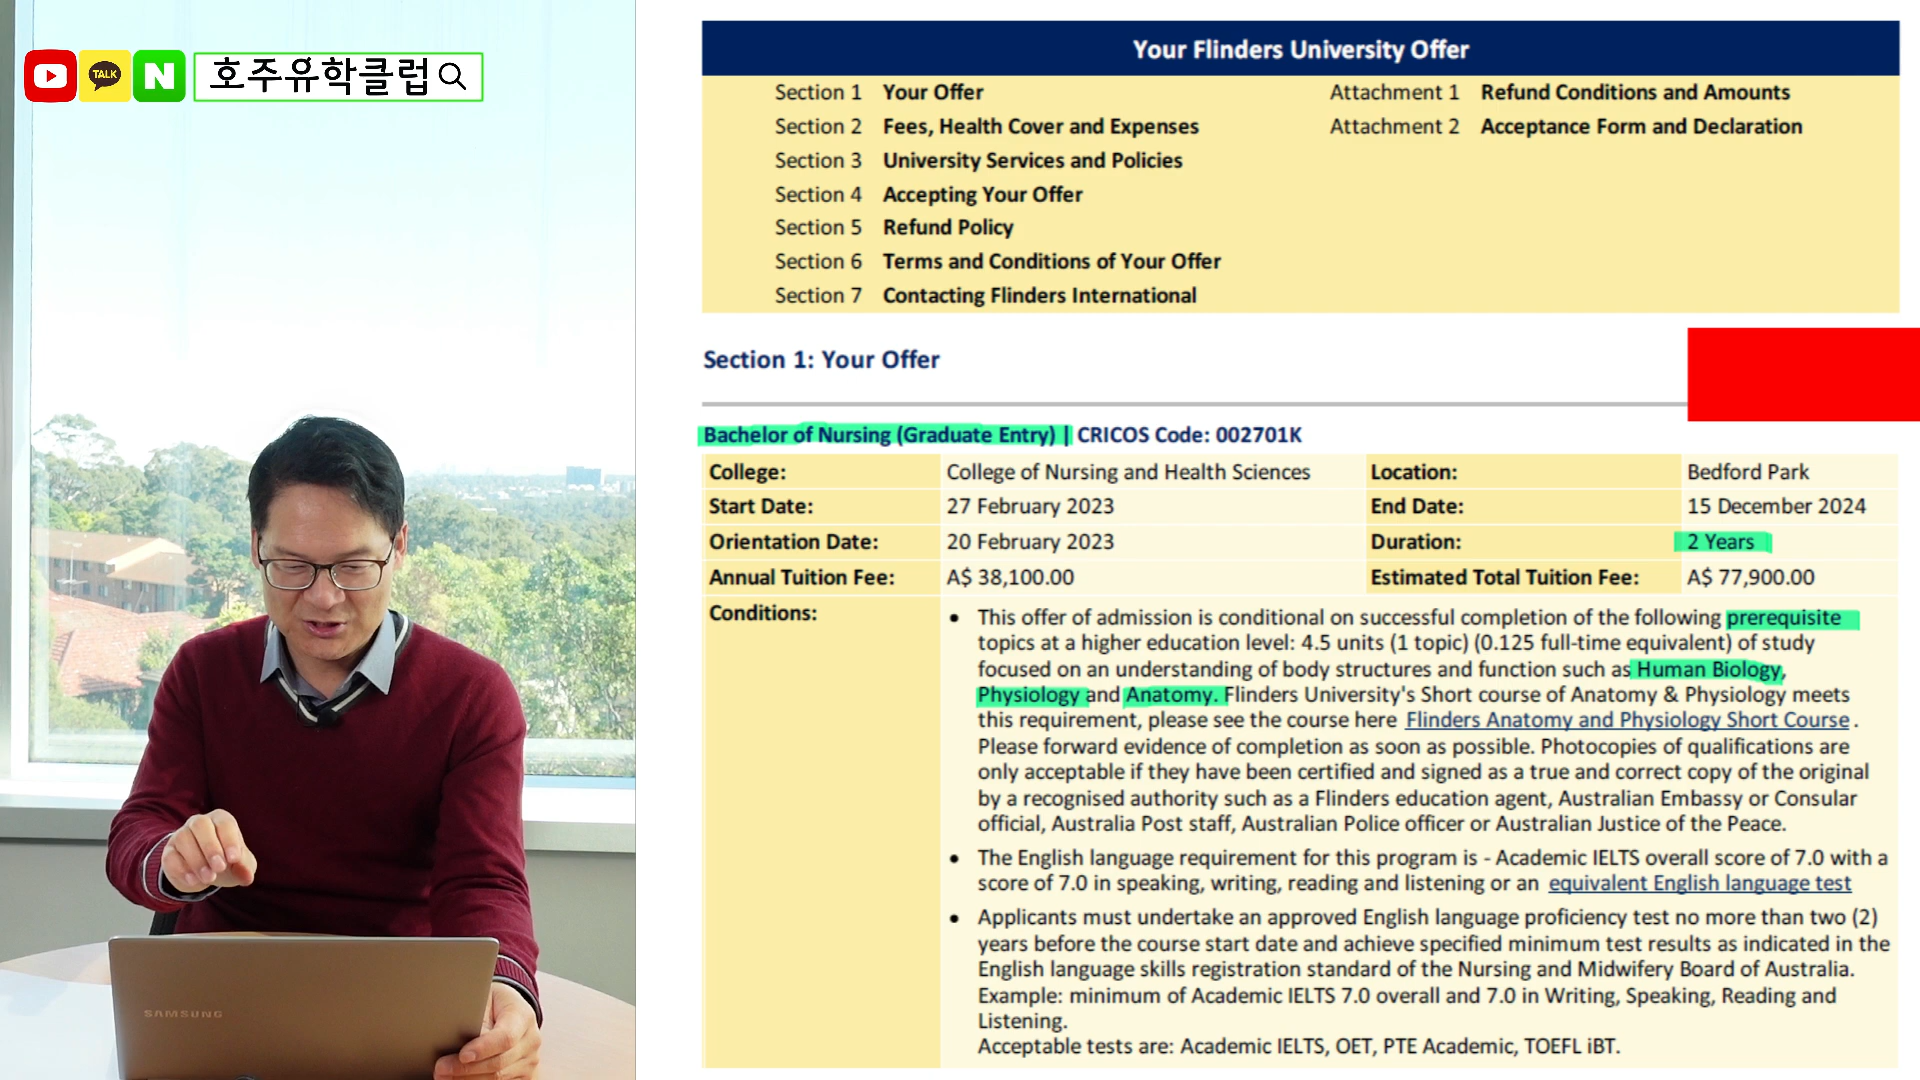 TALK
N
호주유학클럽
SAMSUNG
Your Flinders University Offer
Section 1 Your Offer
Section 2 Fees, Health Cover and Expenses
Section 3 University Services and Policies
Section 4 Accepting Your Offer
Section 5 Refund Policy
Section 6 Terms and Conditions of Your Offer
Section 7 Contacting Flinders International
Attachment 1 Refund Conditions and Amounts
Attachment 2 Acceptance Form and Declaration
Section 1: Your Offer
Bachelor of Nursing (Graduate Entry) | CRICOS Code: 002701K
College: College of Nursing and Health Sciences Location: Bedford Park
Start Date: 27 February 2023 End Date: 15 December 2024
Orientation Date: 20 February 2023 Duration: 2 Years
Annual Tuition Fee: A$ 38,100.00 Estimated Total Tuition Fee: A$ 77,900.00
Conditions:
• This offer of admission is conditional on successful completion of the following prerequisite
topics at a higher education level: 4.5 units (1 topic) (0.125 full-time equivalent) of study
focused on an understanding of body structures and function such as Human Biology,
Physiology and Anatomy. Flinders University's Short course of Anatomy & Physiology meets
this requirement, please see the course here Flinders Anatomy and Physiology Short Course.
Please forward evidence of completion as soon as possible. Photocopies of qualifications are
only acceptable if they have been certified and signed as a true and correct copy of the original
by a recognised authority such as a Flinders education agent, Australian Embassy or Consular
official, Australia Post staff, Australian Police officer or Australian Justice of the Peace.
• The English language requirement for this program is - Academic IELTS overall score of 7.0 with a
score of 7.0 in speaking, writing, reading and listening or an equivalent English language test
• Applicants must undertake an approved English language proficiency test no more than two (2)
years before the course start date and achieve specified minimum test results as indicated in the
English language skills registration standard of the Nursing and Midwifery Board of Australia.
Example: minimum of Academic IELTS 7.0 overall and 7.0 in Writing, Speaking, Reading and
Listening.
Acceptable tests are: Academic IELTS, OET, PTE Academic, TOEFL iBT.